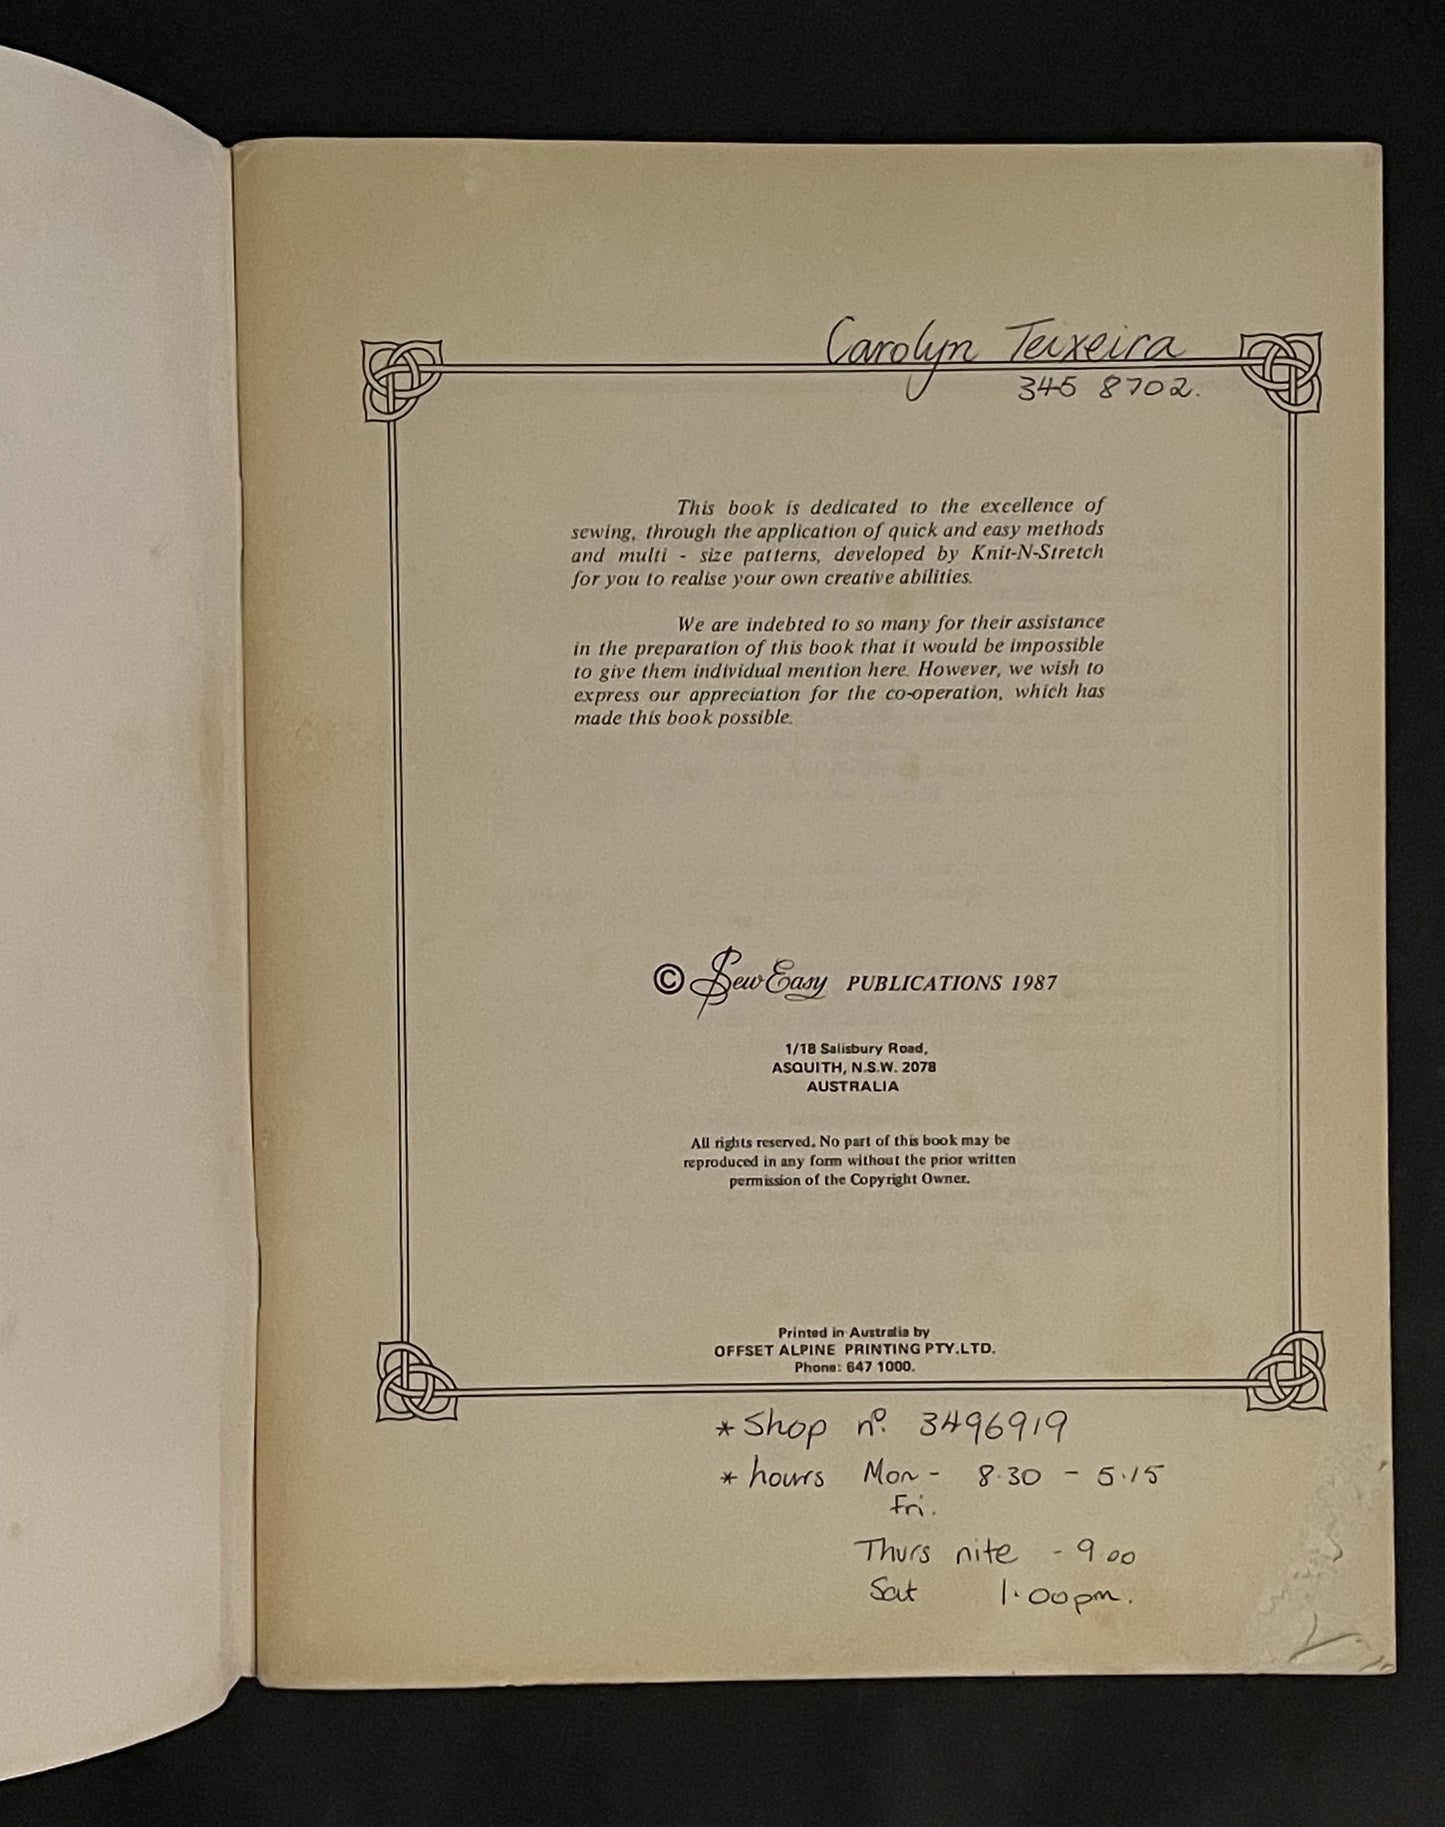 Carolyn Teixeira
345 8702.
This book is dedicated to the excellence of
sewing, through the application of quick and easy methods
and multi - size patterns, developed by Knit-N-Stretch
for you to realise your own creative abilities.
We are indebted to so many for their assistance
in the preparation of this book that it would be impossible
to give them individual mention here. However, we wish to
express our appreciation for the co-operation, which has
made this book possible.
© Sew Easy PUBLICATIONS 1987
1/18 Salisbury Road,
ASQUITH, N.S.W. 2078
AUSTRALIA
All rights reserved. No part of this book may be
reproduced in any form without the prior written
permission of the Copyright Owner.
Printed in Australia by
OFFSET ALPINE PRINTING PTY.LTD.
Phone: 647 1000.
* Shop nº. 3496919
* hours Mon - 8.30 - 5.15
Fri.
Thurs nite - 9.00
Sat 1.00pm.